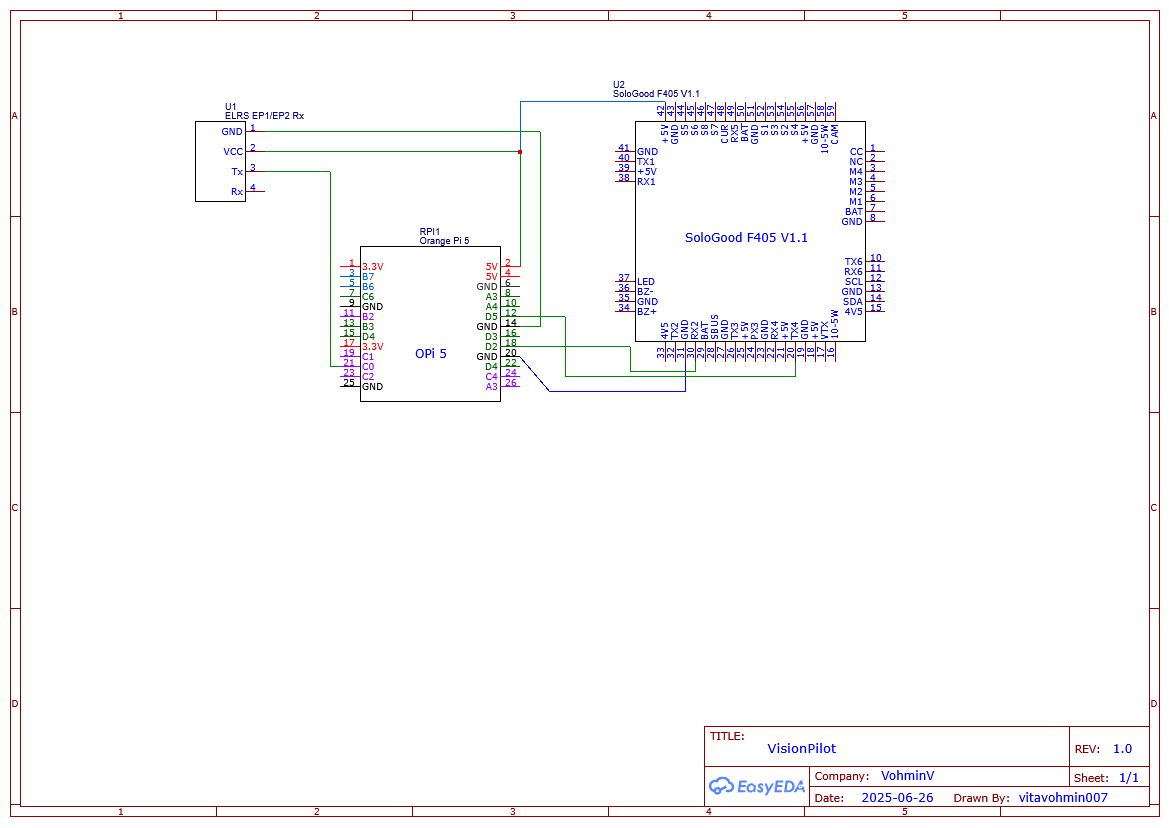 1 2 3 4 5
A A
B B
C C
D D
U1
ELRS EP1/EP2 Rx
GND 1
VCC 2
Tx 3
Rx 4
RPI1
Orange Pi 5
1 3.3V 5V 2
3 B7 5V 4
5 B6 GND 6
7 C6 A3 8
9 GND A4 10
11 B2 D5 12
13 B3 GND 14
15 D4 D3 16
17 3.3V D2 18
19 C1 GND 20
21 C0 D4 22
23 C2 C4 24
25 GND A3 26
OPi 5
U2
SoloGood F405 V1.1
42 43 44 45 46 47 48 49 50 51 52 53 54 55 56 57 58 59
+5V GND S5 S6 S8 S7 CUR RX5 BAT GND S1 S3 S2 S4 +5V GND 10-5W CAM
41 GND
40 TX1
39 +5V
38 RX1
CC 1
NC 2
M4 3
M3 4
M2 5
M1 6
BAT 7
GND 8
SoloGood F405 V1.1
37 LED
36 BZ-
35 GND
34 BZ+
TX6 10
RX6 11
SCL 12
GND 13
SDA 14
4V5 15
4V5 TX2 GND RX2 BAT SBUS GND TX3 +5V PX3 GND RX4 +5V TX4 GND +5V VTX 10-5W
33 32 31 30 29 28 27 26 25 24 23 22 21 20 19 18 17 16
TITLE:
VisionPilot
REV: 1.0
EasyEDA
Company: VohminV
Sheet: 1/1
Date: 2025-06-26 Drawn By: vitavohmin007
1 2 3 4 5